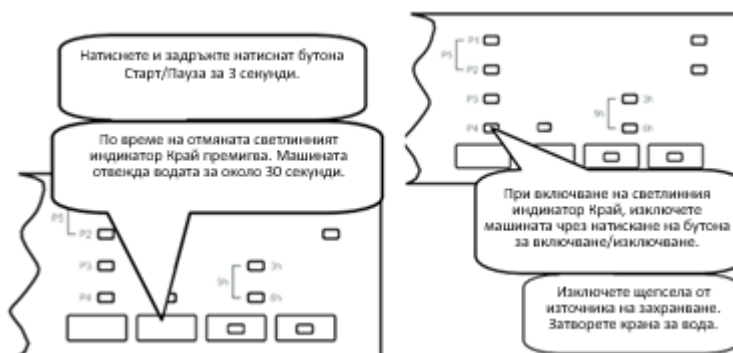 Натиснете и задръжте натиснат бутона
Старт/Пауза за 3 секунди.
По време на отмяната светлинният
индикатор Край премигва. Машината
отвежда водата за около 30 секунди.
P5
P2
P3
P4
9h
3h
6h
P1
P5
P2
P3
P4
9h
3h
6h
При включване на светлинния
индикатор Край, изключете
машината чрез натискане на бутона
за включване/изключване.
Изключете щепсела от
източника на захранване.
Затворете крана за вода.